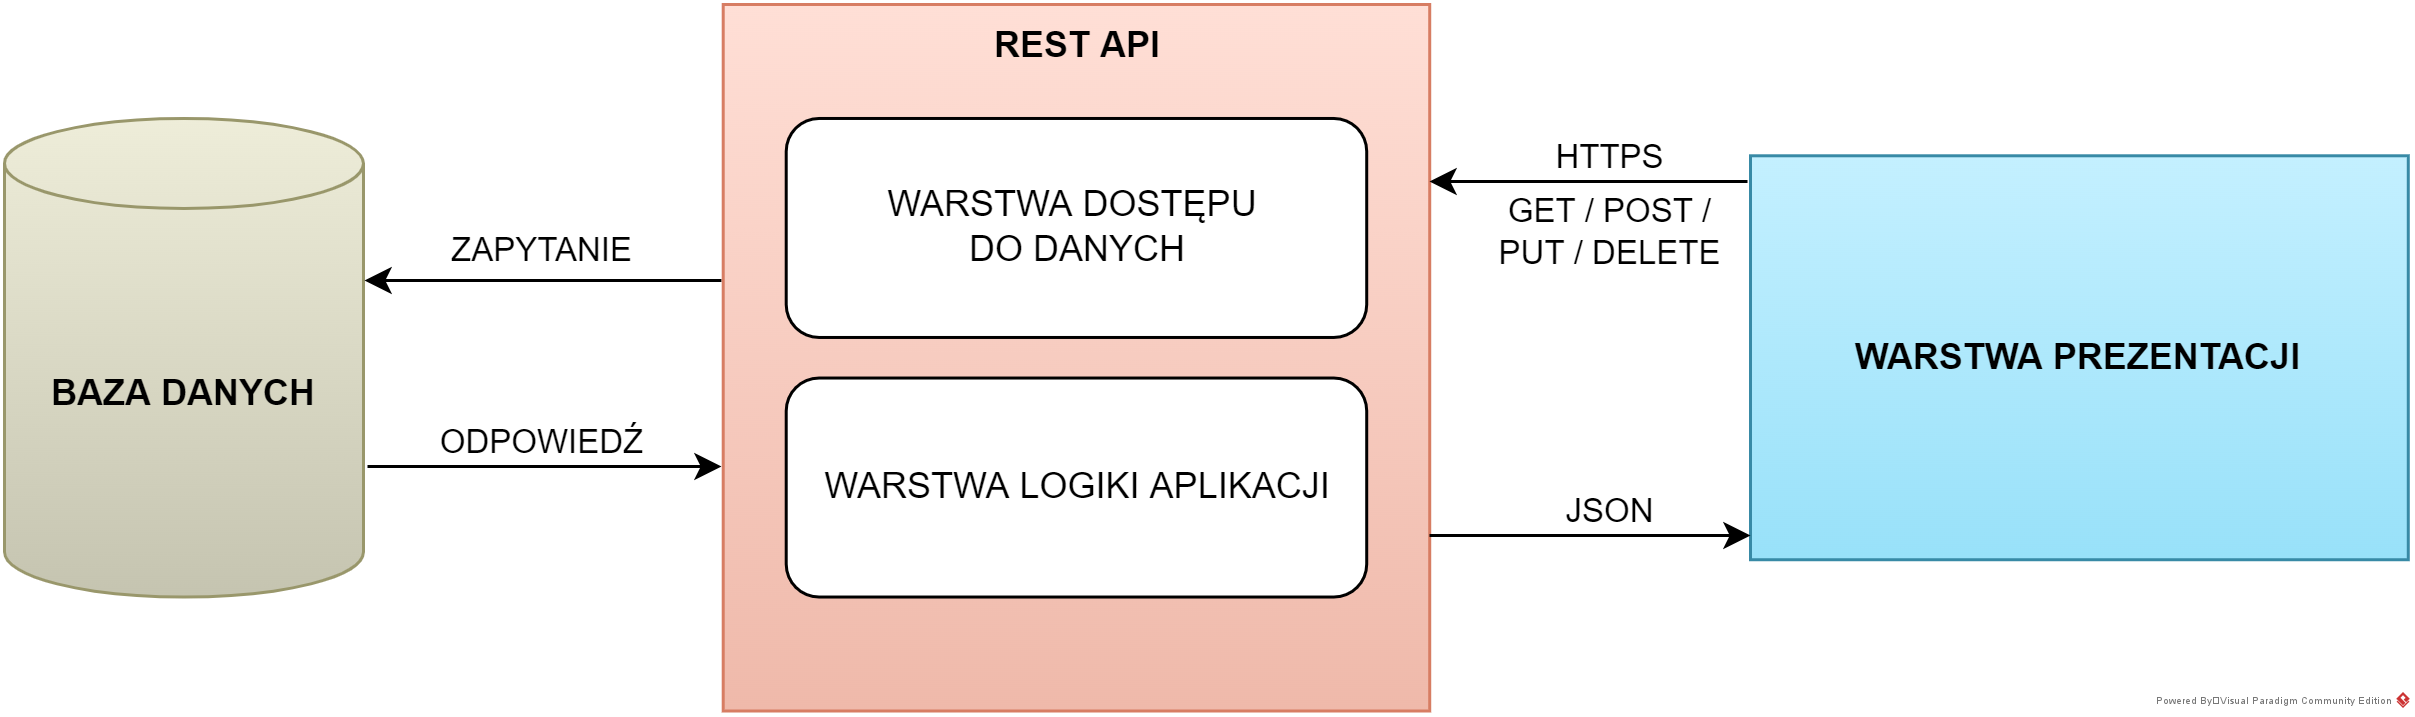 REST API
WARSTWA DOSTĘPU
DO DANYCH
WARSTWA LOGIKI APLIKACJI
BAZA DANYCH
ZAPYTANIE
ODPOWIEDŹ
HTTPS
GET / POST /
PUT / DELETE
JSON
WARSTWA PREZENTACJI
Powered By Visual Paradigm Community Edition